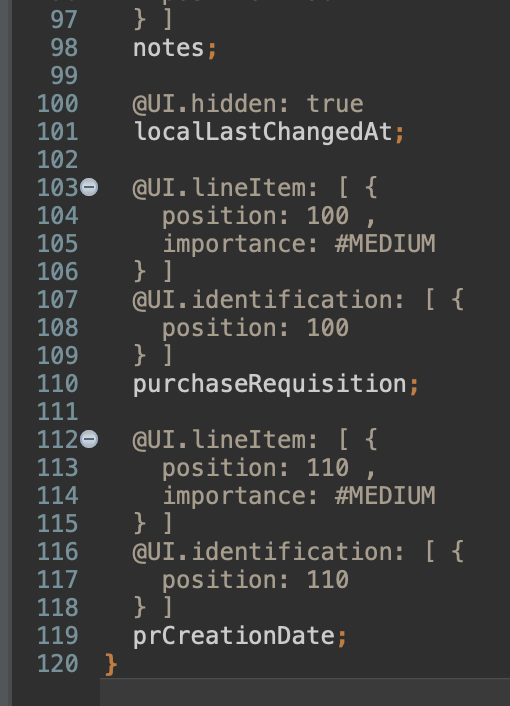 97 } ]
98 notes;
99
100 @UI.hidden: true
101 localLastChangedAt;
102
103 @UI.lineItem: [ {
104 position: 100 ,
105 importance: #MEDIUM
106 } ]
107 @UI.identification: [ {
108 position: 100
109 } ]
110 purchaseRequisition;
111
112 @UI.lineItem: [ {
113 position: 110 ,
114 importance: #MEDIUM
115 } ]
116 @UI.identification: [ {
117 position: 110
118 } ]
119 prCreationDate;
120 }